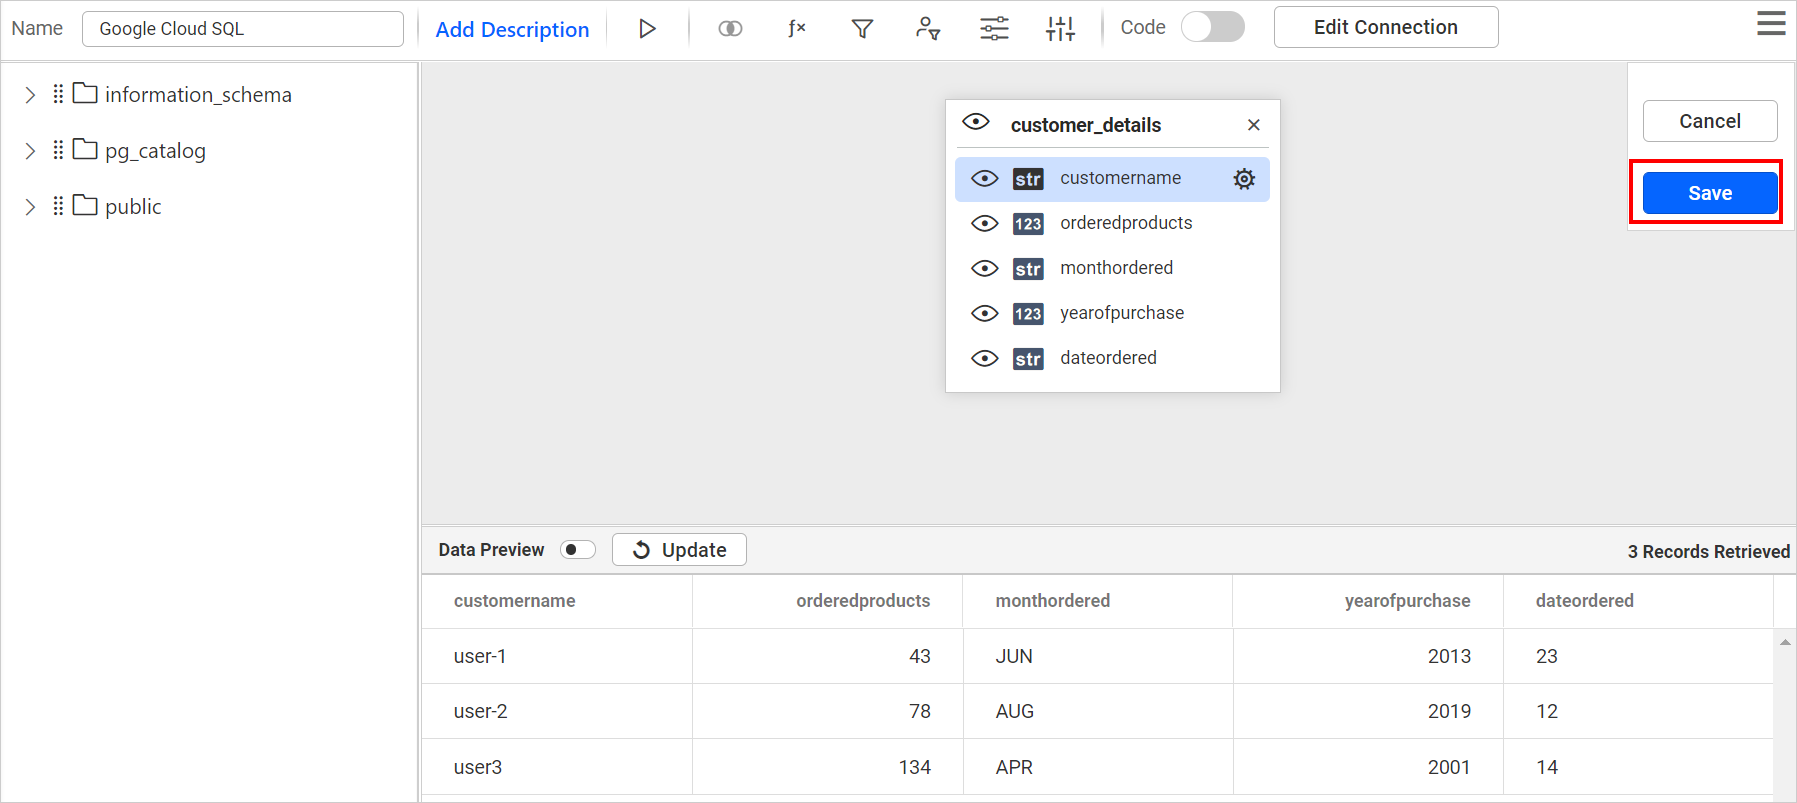 Name Google Cloud SQL Add Description ƒx Code Edit Connection
information_schema
pg_catalog
public
customer_details ×
str customername
123 orderedproducts
str monthordered
123 yearofpurchase
str dateordered
Cancel
Save
Data Preview Update 3 Records Retrieved
customername orderedproducts monthordered yearofpurchase dateordered
user-1 43 JUN 2013 23
user-2 78 AUG 2019 12
user3 134 APR 2001 14